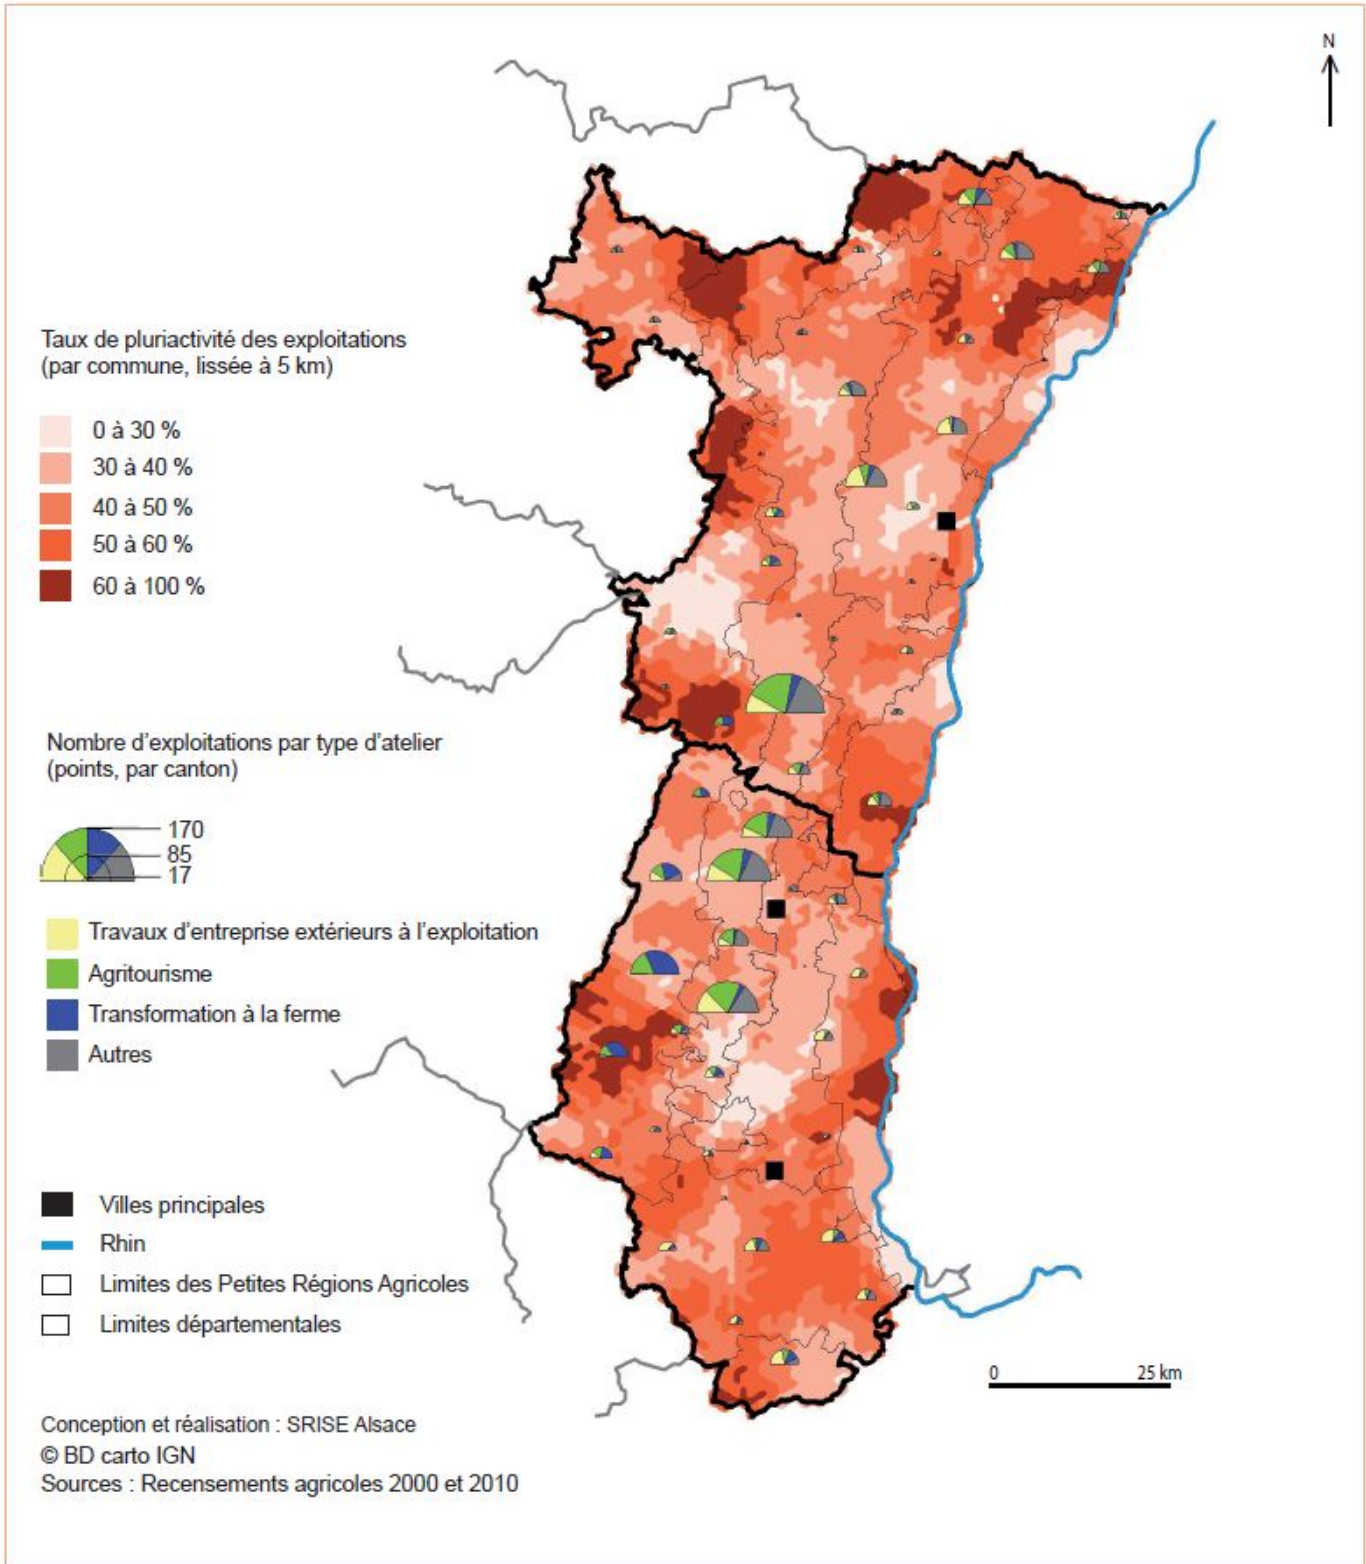 N
Taux de pluriactivité des exploitations
(par commune, lissée à 5 km)
0 à 30 %
30 à 40 %
40 à 50 %
50 à 60 %
60 à 100 %
Nombre d'exploitations par type d'atelier
(points, par canton)
170
85
17
Travaux d'entreprise extérieurs à l'exploitation
Agritourisme
Transformation à la ferme
Autres
Villes principales
Rhin
Limites des Petites Régions Agricoles
Limites départementales
0 25 km
Conception et réalisation : SRISE Alsace
© BD carto IGN
Sources : Recensements agricoles 2000 et 2010